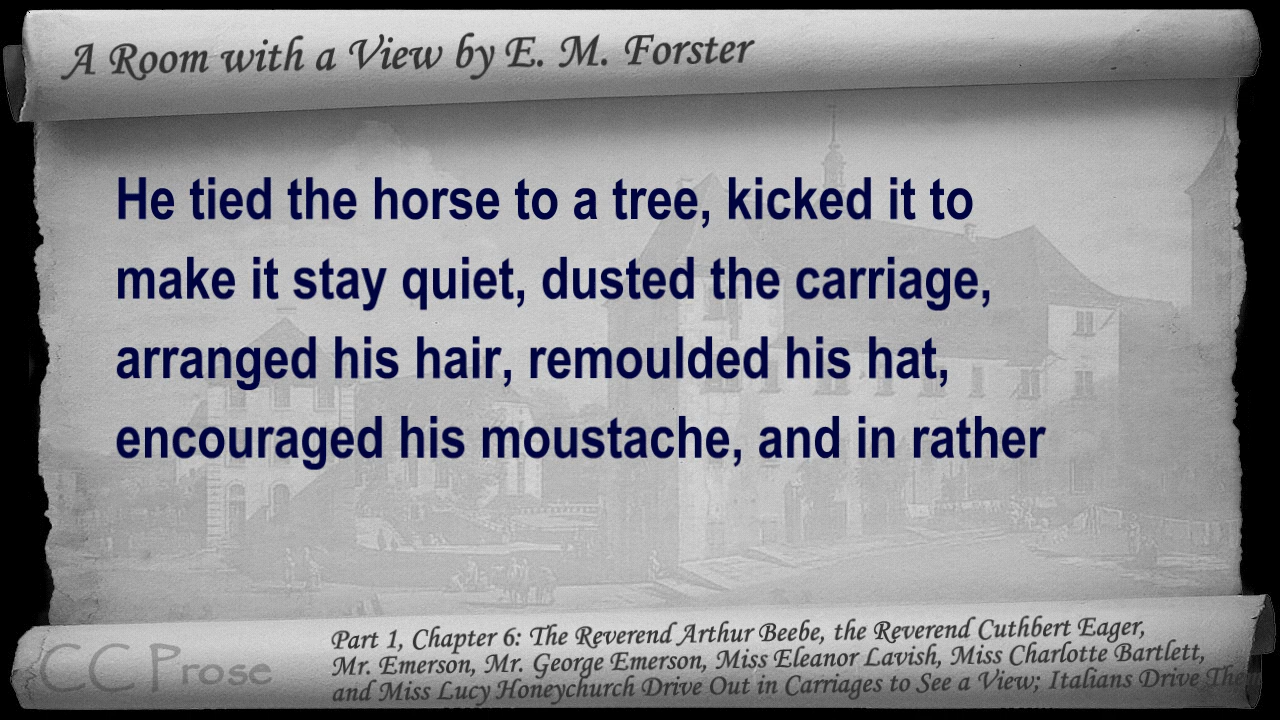 A Room with a View by E. M. Forster
He tied the horse to a tree, kicked it to
make it stay quiet, dusted the carriage,
arranged his hair, remoulded his hat,
encouraged his moustache, and in rather
CC Prose
Part 1, Chapter 6: The Reverend Arthur Beebe, the Reverend Cuthbert Eager,
Mr. Emerson, Mr. George Emerson, Miss Eleanor Lavish, Miss Charlotte Bartlett,
and Miss Lucy Honeychurch Drive Out in Carriages to See a View; Italians Drive